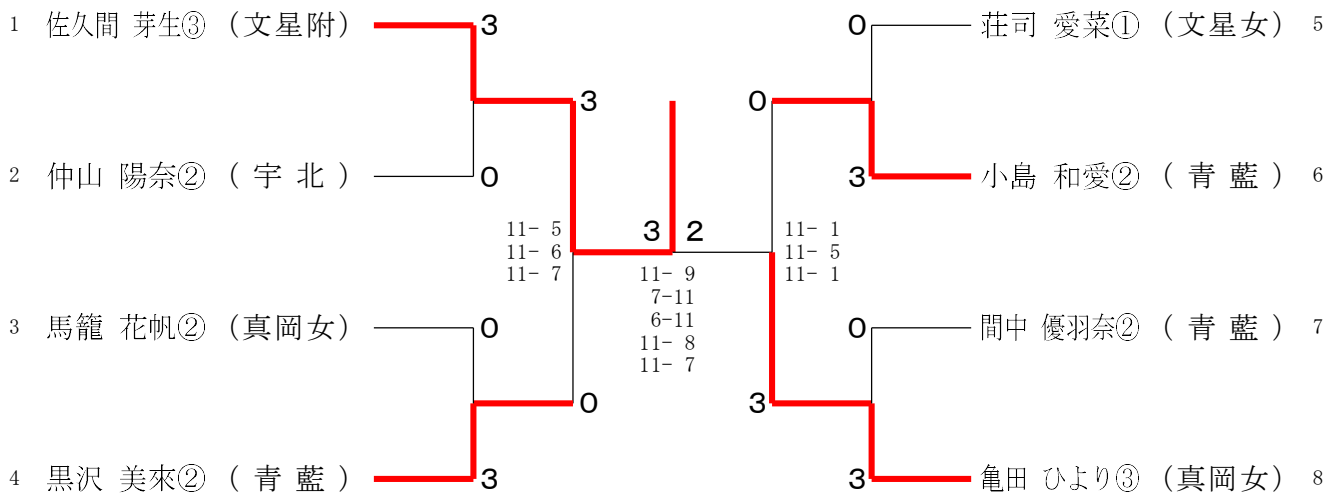 1 佐久間 芽生③ (文星附) 3
3
2 仲山 陽奈② (宇北) 0
11- 5
11- 6
11- 7
3 馬籠 花帆② (真岡女) 0
0
4 黒沢 美來② (青藍) 3
3 2
11- 9
7-11
6-11
11- 8
11- 7
0 荘司 愛菜① (文星女) 5
0
3 小島 和愛② (青藍) 6
11- 1
11- 5
11- 1
0 間中 優羽奈② (青藍) 7
3
3 亀田 ひより③ (真岡女) 8